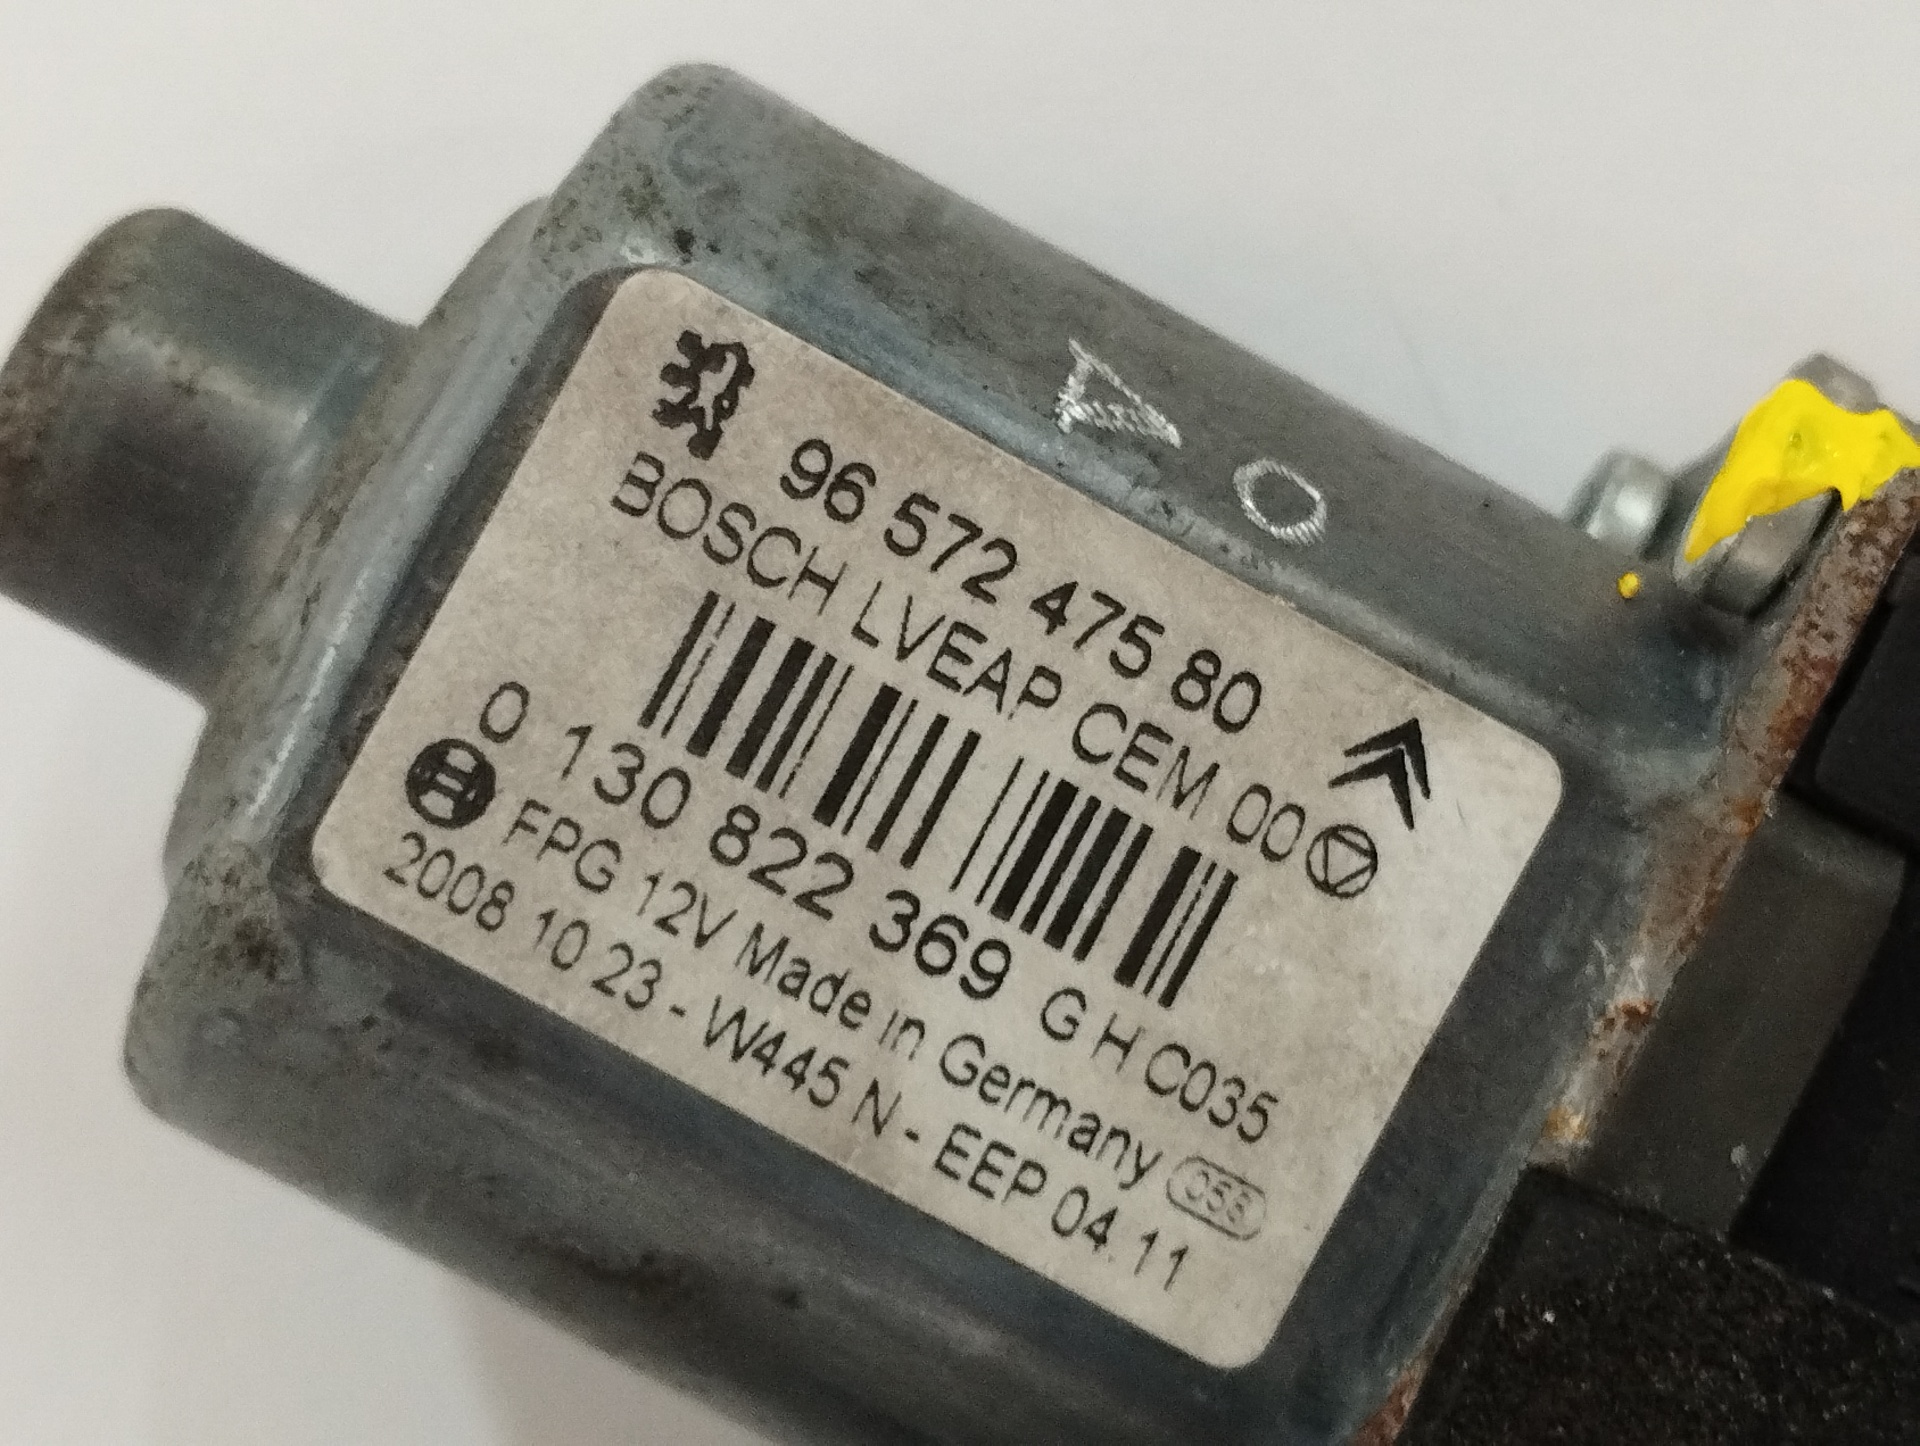 96 572 475 80
BOSCH LVEAP CEM 00
0 130 822 369 G H C035
FPG 12V Made in Germany 055
2008 10 23 - W445 N - EEP 04.11